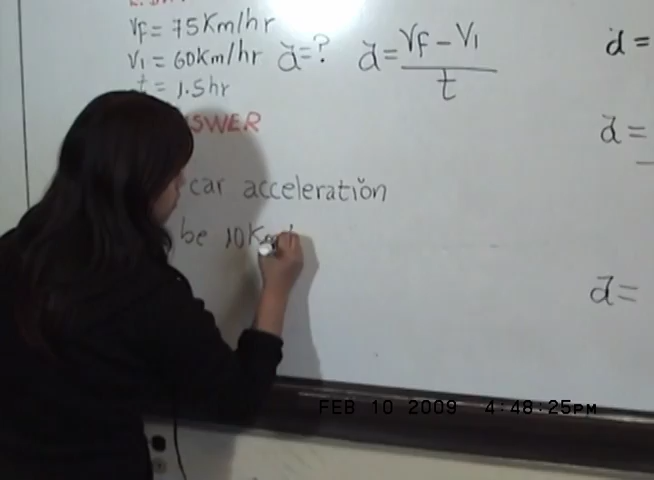 Vf = 75Km/hr
V1 = 60Km/hr ā=? ā= Vf - V1
t
t = 1.5hr
SWER
car acceleration
be 10Km
d =
ā =
ā =
FEB 10 2009 4:48:25PM